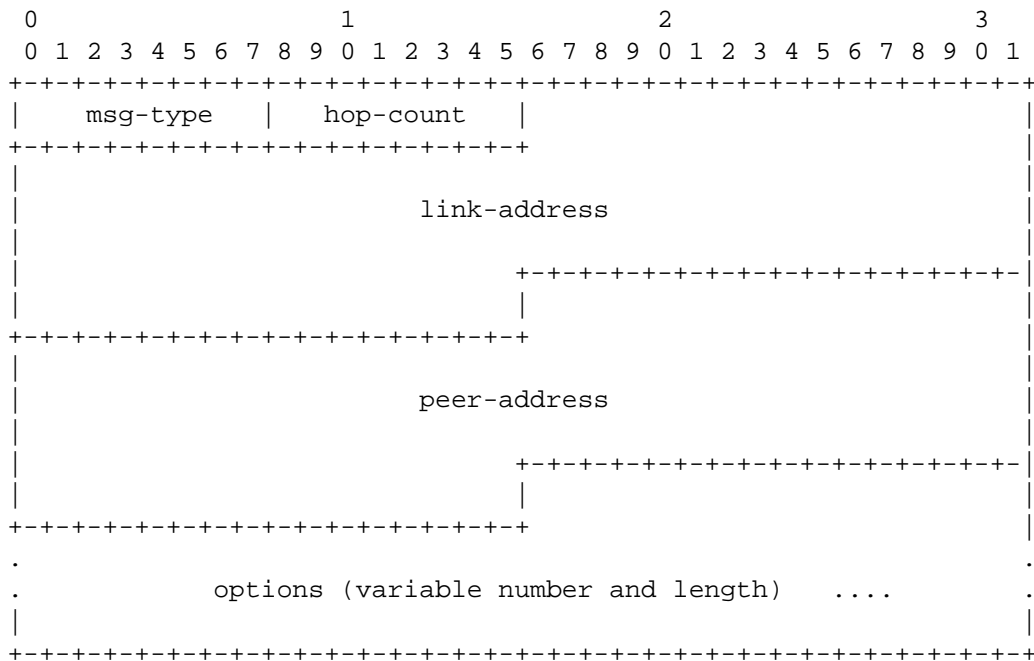 0                   1                   2                   3
 0 1 2 3 4 5 6 7 8 9 0 1 2 3 4 5 6 7 8 9 0 1 2 3 4 5 6 7 8 9 0 1
+-+-+-+-+-+-+-+-+-+-+-+-+-+-+-+-+-+-+-+-+-+-+-+-+-+-+-+-+-+-+-+-+
|    msg-type   |   hop-count   |                               |
+-+-+-+-+-+-+-+-+-+-+-+-+-+-+-+-+                               |
|                                                               |
|                         link-address                          |
|                                                               |
|                               +-+-+-+-+-+-+-+-+-+-+-+-+-+-+-+-|
|                               |                               |
+-+-+-+-+-+-+-+-+-+-+-+-+-+-+-+-+                               |
|                                                               |
|                         peer-address                          |
|                                                               |
|                               +-+-+-+-+-+-+-+-+-+-+-+-+-+-+-+-|
|                               |                               |
+-+-+-+-+-+-+-+-+-+-+-+-+-+-+-+-+                               |
.                                                               .
.            options (variable number and length)   ....        .
|                                                               |
+-+-+-+-+-+-+-+-+-+-+-+-+-+-+-+-+-+-+-+-+-+-+-+-+-+-+-+-+-+-+-+-+